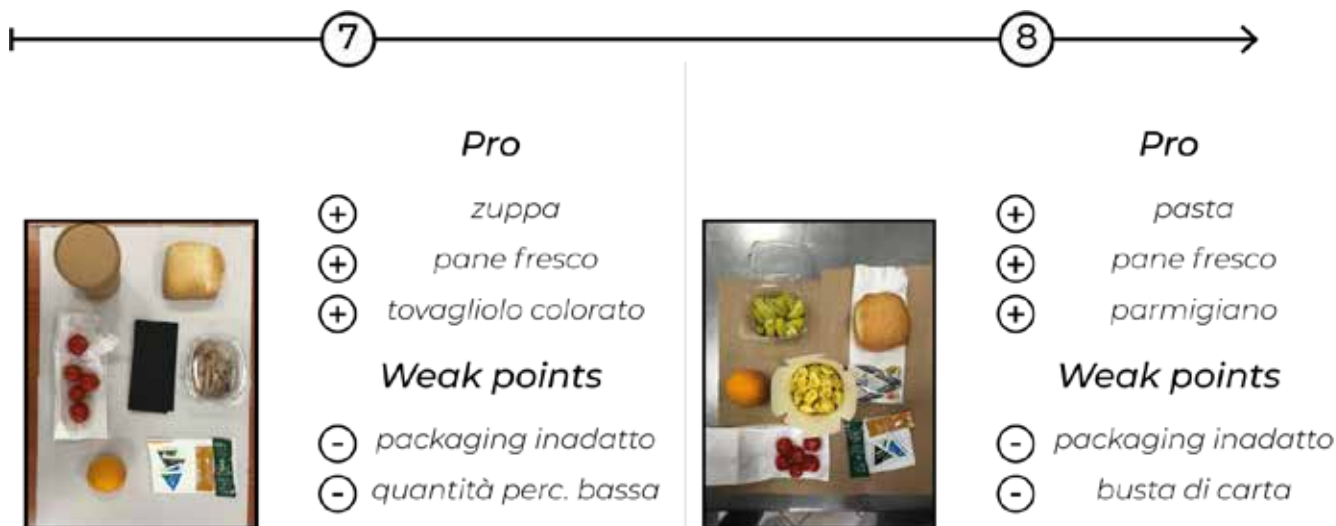 7
8
Pro
+ zuppa
+ pane fresco
+ tovagliolo colorato
Weak points
- packaging inadatto
- quantità perc. bassa
Pro
+ pasta
+ pane fresco
+ parmigiano
Weak points
- packaging inadatto
- busta di carta